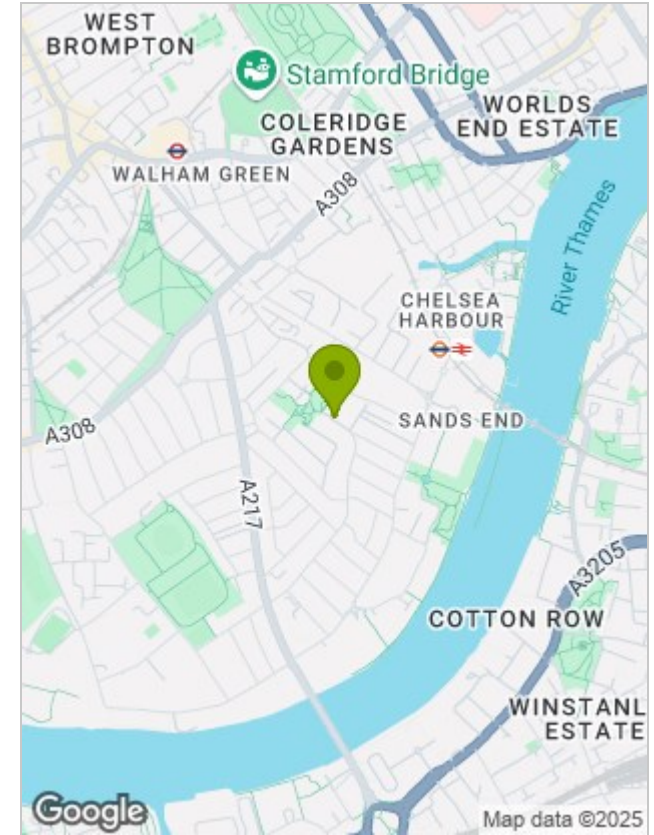 WEST
BROMPTON
Stamford Bridge
COLERIDGE
GARDENS
WORLDS
END ESTATE
WALHAM GREEN
A308
River Thames
CHELSEA
HARBOUR
A308
SANDS END
A217
A3205
COTTON ROW
WINSTANL
ESTATE
Google
Map data ©2025